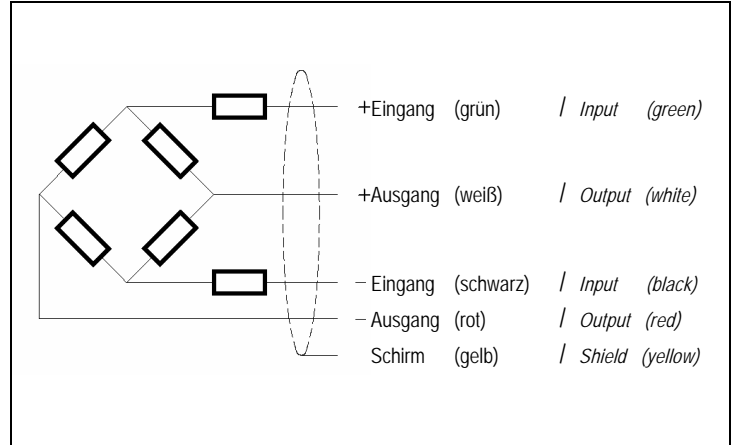 +Eingang (grün) / Input (green)
+Ausgang (weiß) / Output (white)
− Eingang (schwarz) / Input (black)
− Ausgang (rot) / Output (red)
Schirm (gelb) / Shield (yellow)